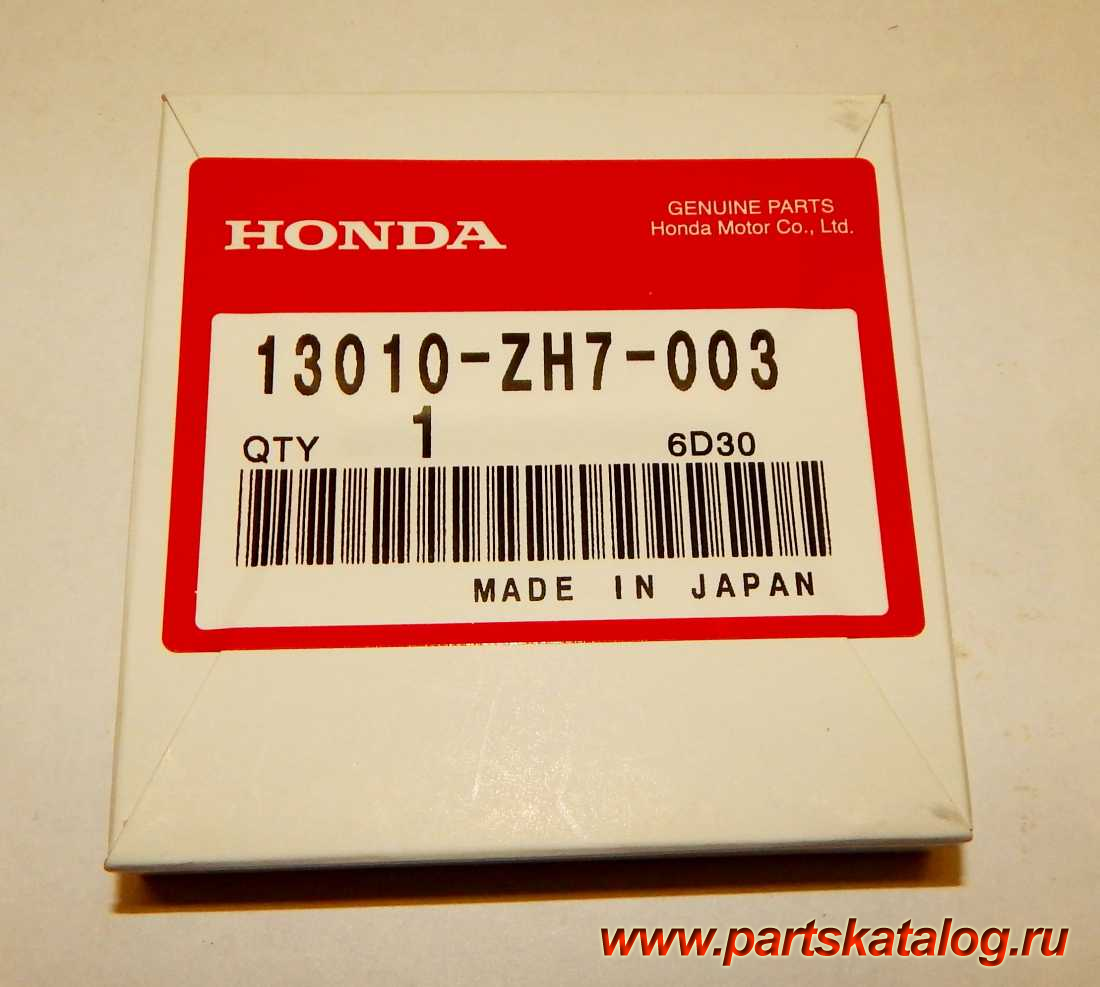 HONDA
GENUINE PARTS
Honda Motor Co., Ltd.
13010-ZH7-003
QTY 1 6D30
MADE IN JAPAN
www.partskatalog.ru